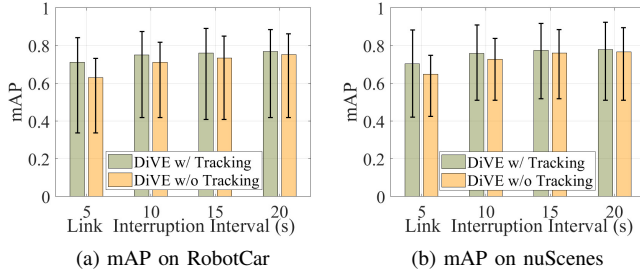 1
0.8
0.6
0.4
0.2
0
mAP
DiVE w/ Tracking
DiVE w/o Tracking
5 10 15 20
Link Interruption Interval (s)
(a) mAP on RobotCar
1
0.8
0.6
0.4
0.2
0
mAP
DiVE w/ Tracking
DiVE w/o Tracking
5 10 15 20
Link Interruption Interval (s)
(b) mAP on nuScenes